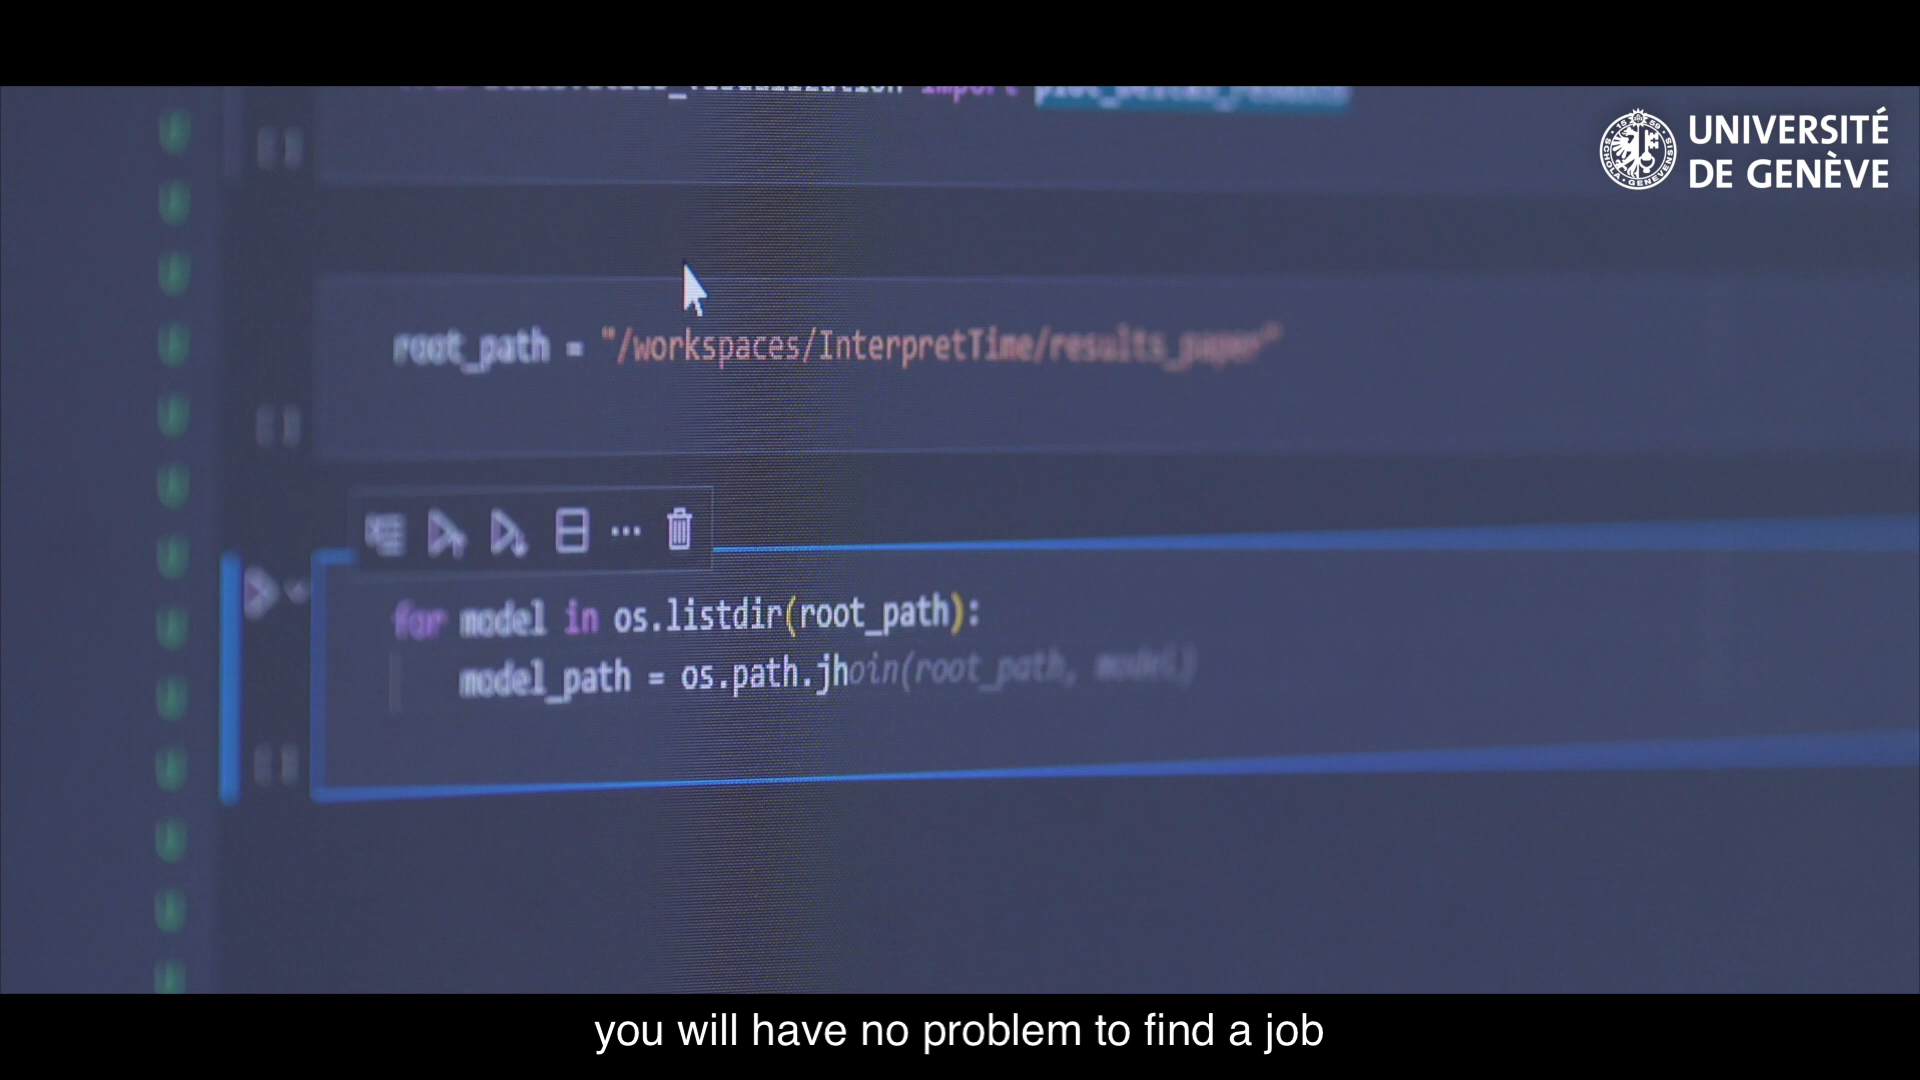 import
UNIVERSITÉ
DE GENÈVE
root_path = "/workspaces/InterpretTime/results_paper"
for model in os.listdir(root_path):
model_path = os.path.jhoin(root_path, model)
you will have no problem to find a job